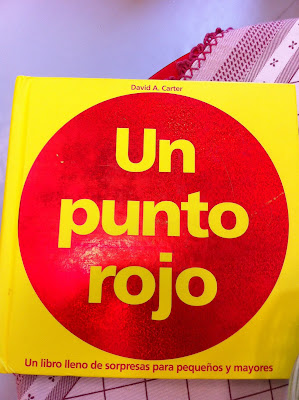 David A. Carter
Un
punto
rojo
Un libro lleno de sorpresas para pequeños y mayores